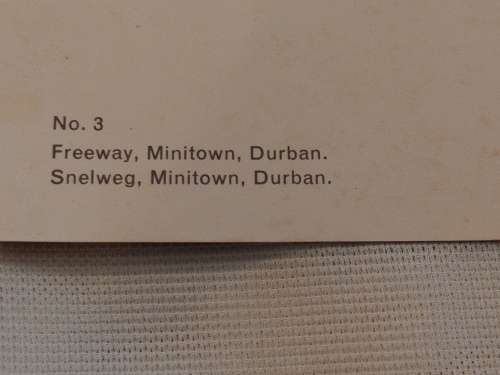 No. 3
Freeway, Minitown, Durban.
Snelweg, Minitown, Durban.